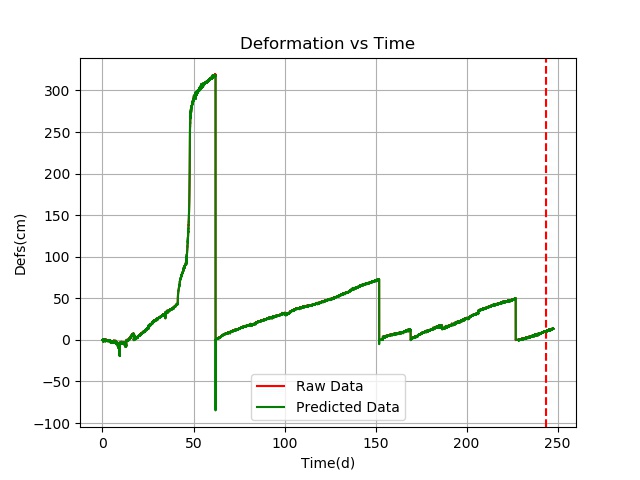 Deformation vs Time
Defs(cm)
300
250
200
150
100
50
0
−50
−100
Raw Data
Predicted Data
0 50 100 150 200 250
Time(d)